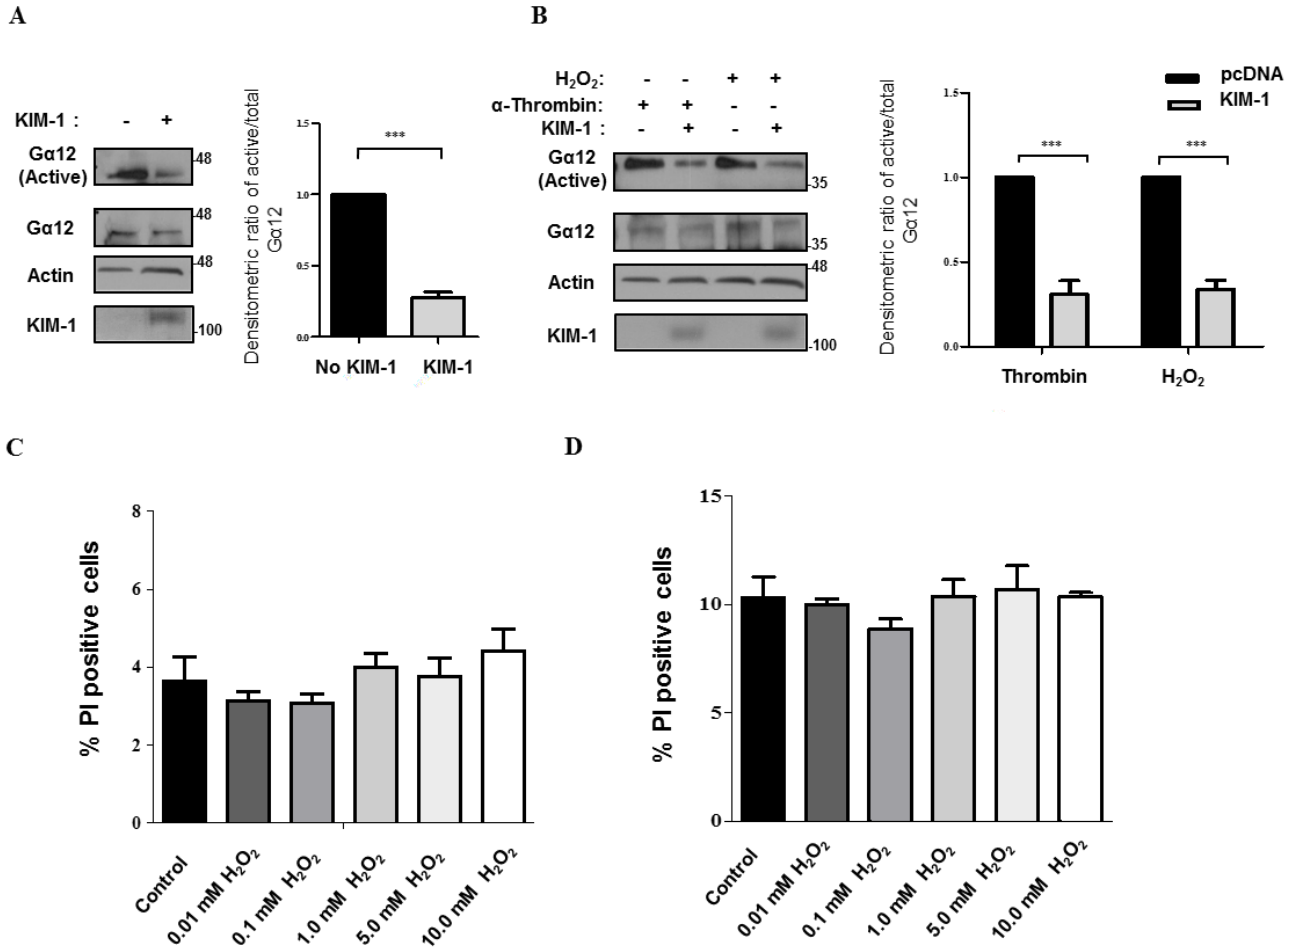 A
KIM-1 : - +
Gα12
(Active)
48
Gα12
48
Actin
48
KIM-1
100
Densitometric ratio of active/total
Gα12
1.5
1.0
0.5
0.0
***
No KIM-1 KIM-1
B
H₂O₂: - - + +
α-Thrombin: + + - -
KIM-1 : - + - +
Gα12
(Active)
35
Gα12
35
Actin
48
KIM-1
100
Densitometric ratio of active/total
Gα12
1.5
1.0
0.5
0.0
pcDNA
KIM-1
*** ***
Thrombin H₂O₂
C
% PI positive cells
8
6
4
2
0
Control
0.01 mM H₂O₂
0.1 mM H₂O₂
1.0 mM H₂O₂
5.0 mM H₂O₂
10.0 mM H₂O₂
D
% PI positive cells
15
10
5
0
Control
0.01 mM H₂O₂
0.1 mM H₂O₂
1.0 mM H₂O₂
5.0 mM H₂O₂
10.0 mM H₂O₂